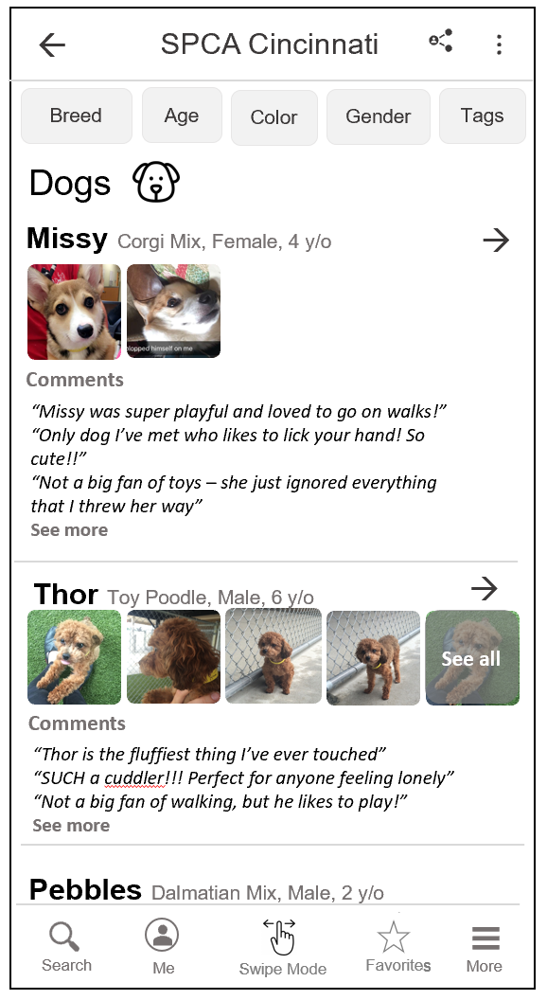 SPCA Cincinnati
Breed
Age
Color
Gender
Tags
Dogs
Missy Corgi Mix, Female, 4 y/o
plopped himself on me
Comments
“Missy was super playful and loved to go on walks!”
“Only dog I’ve met who likes to lick your hand! So
cute!!”
“Not a big fan of toys – she just ignored everything
that I threw her way”
See more
Thor Toy Poodle, Male, 6 y/o
See all
Comments
“Thor is the fluffiest thing I’ve ever touched”
“SUCH a cuddler!!! Perfect for anyone feeling lonely”
“Not a big fan of walking, but he likes to play!”
See more
Pebbles Dalmatian Mix, Male, 2 y/o
Search
Me
Swipe Mode
Favorites
More